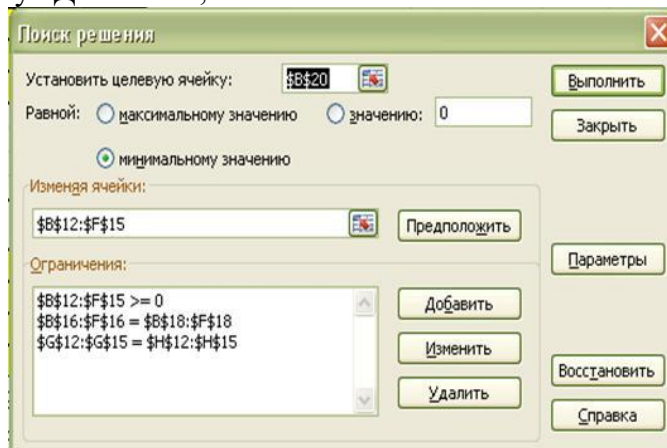 Поиск решения
Установить целевую ячейку: $B$20 Выполнить
Равной: максимальному значению значению: 0 Закрыть
минимальному значению
Изменяя ячейки:
$B$12:$F$15 Предположить
Ограничения: Параметры
$B$12:$F$15 >= 0 Добавить
$B$16:$F$16 = $B$18:$F$18
$G$12:$G$15 = $H$12:$H$15 Изменить
Восстановить
Удалить
Справка